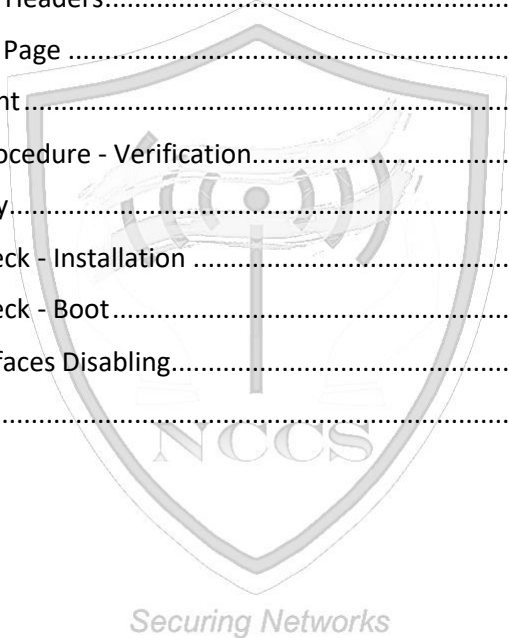 Headers........................................................
Page ............................................................
nt..................................................................
ocedure - Verification...................................
y....................................................................
eck - Installation ...........................................
eck - Boot.......................................................
faces Disabling..............................................
.....................................................................
NCCS
Securing Networks